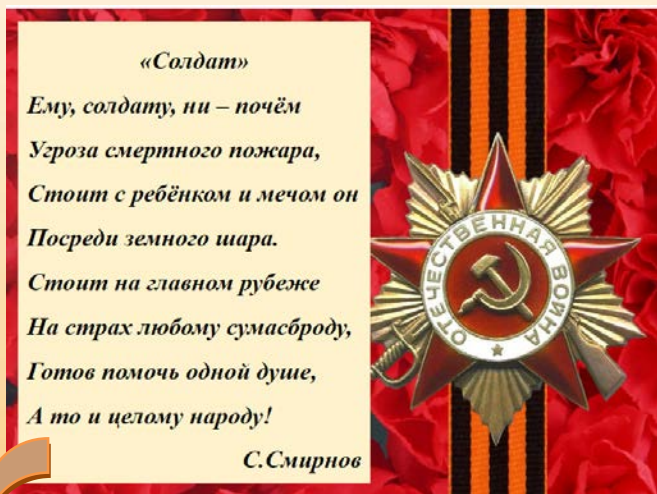 «Солдат»
Ему, солдату, ни – почём
Угроза смертного пожара,
Стоит с ребёнком и мечом он
Посреди земного шара.
Стоит на главном рубеже
На страх любому сумасброду,
Готов помочь одной душе,
А то и целому народу!
С.Смирнов
ОТЕЧЕСТВЕННАЯ ВОЙНА